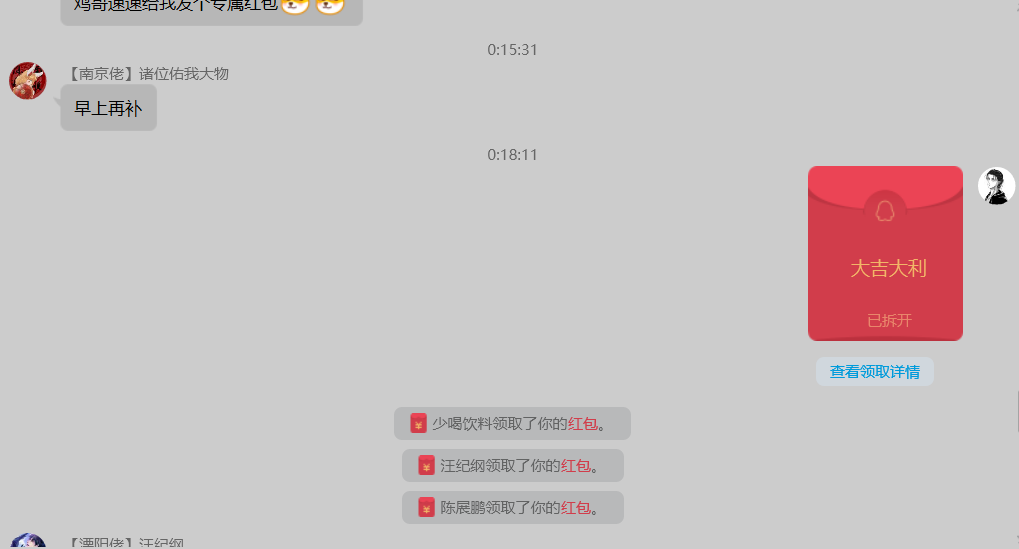 鸡哥速速给我发个专属红包
0:15:31
【南京佬】诸位佑我大物
早上再补
0:18:11
大吉大利
已拆开
查看领取详情
少喝饮料领取了你的红包。
汪纪纲领取了你的红包。
陈展鹏领取了你的红包。
【溧阳佬】汪纪纲